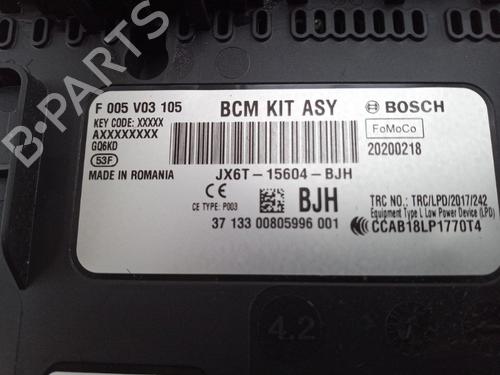 B-PARTS
F 005 V03 105
BCM KIT ASY
BOSCH
KEY CODE: XXXXX
AXXXXXXXX
GQ6KD
53F
FoMoCo
20200218
MADE IN ROMANIA
JX6T-15604-BJH
CE
CE TYPE: P003
BJH
TRC NO.: TRC/LPD/2017/242
Equipment Type L Low Power Device (LPD)
CCAB18LP1770T4
37 133 00805996 001
4.2
FoMoCo